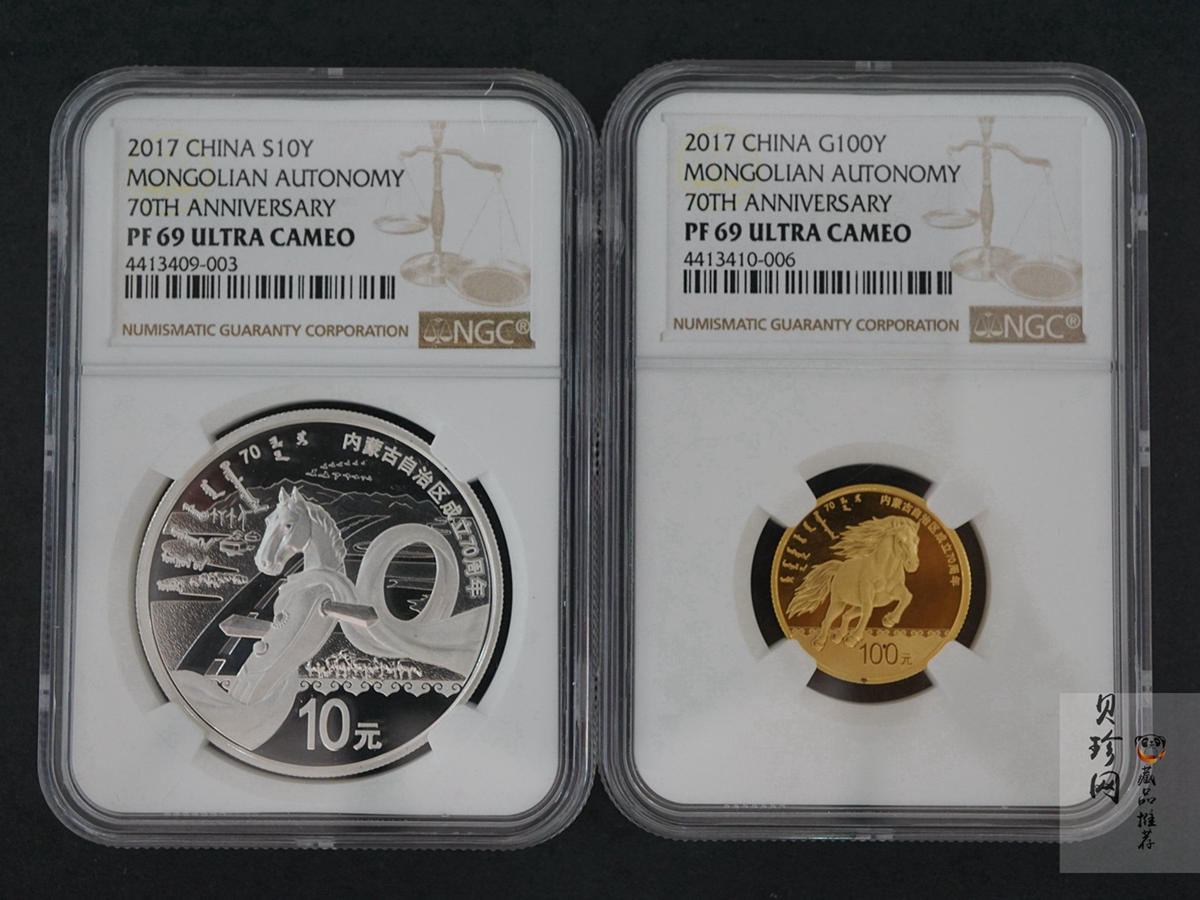 2017 CHINA S10Y
MONGOLIAN AUTONOMY
70TH ANNIVERSARY
PF 69 ULTRA CAMEO
4413409-003
NUMISMATIC GUARANTY CORPORATION
NGC®
70
内蒙古自治区成立70周年
10元
2017 CHINA G100Y
MONGOLIAN AUTONOMY
70TH ANNIVERSARY
PF 69 ULTRA CAMEO
4413410-006
NUMISMATIC GUARANTY CORPORATION
NGC®
70
内蒙古自治区成立70周年
100元
贝珍网
藏品推荐